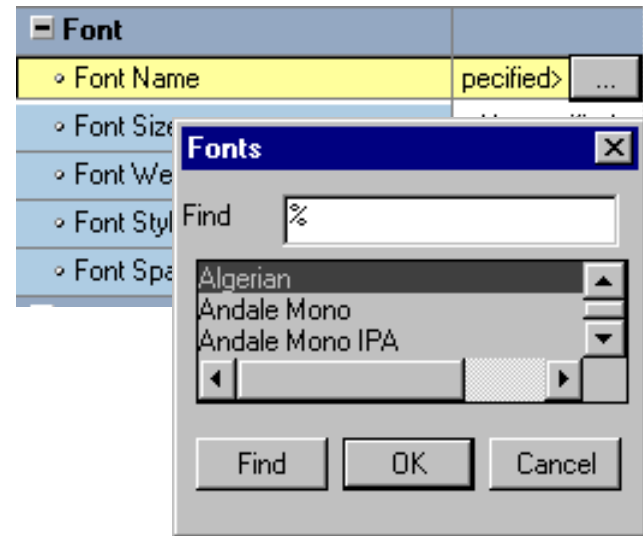 Font
Font Name
pecified> ...
Font Size
Font We
Font Styl
Font Spa
Fonts
Find %
Algerian
Andale Mono
Andale Mono IPA
Find OK Cancel